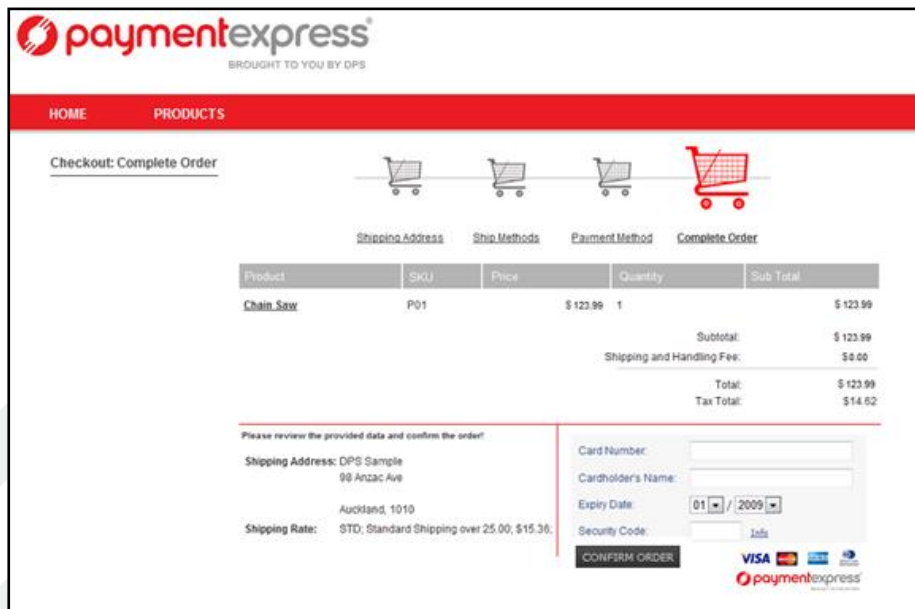 paymentexpress®
BROUGHT TO YOU BY DPS
HOME PRODUCTS
Checkout: Complete Order
Shipping Address Ship Methods Payment Method Complete Order
Product SKU Price Quantity Sub Total
Chain Saw P01 $ 123.99 1 $ 123.99
Subtotal: $ 123.99
Shipping and Handling Fee: $0.00
Total: $ 123.99
Tax Total: $14.62
Please review the provided data and confirm the order!
Shipping Address: DPS Sample
98 Anzac Ave
Auckland, 1010
Shipping Rate: STD; Standard Shipping over 25.00; $15.36;
Card Number:
Cardholder's Name:
Expiry Date: 01 / 2009
Security Code: Info
CONFIRM ORDER
VISA
paymentexpress